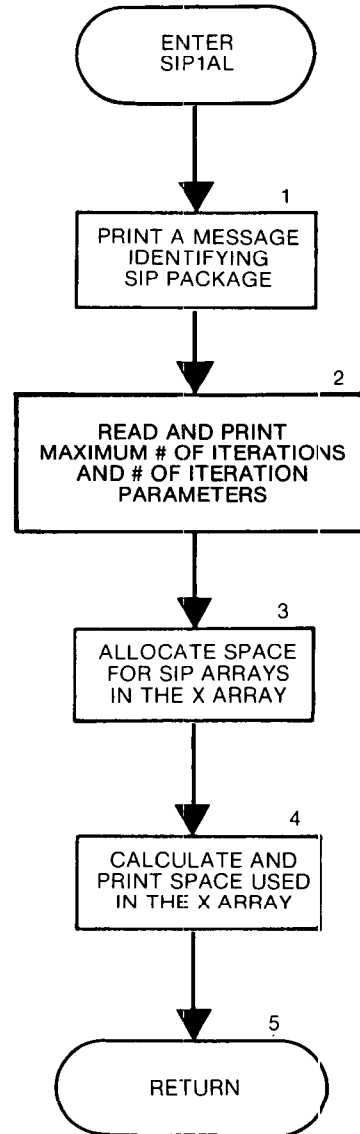 ENTER
SIP1AL
1
PRINT A MESSAGE
IDENTIFYING
SIP PACKAGE
2
READ AND PRINT
MAXIMUM # OF ITERATIONS
AND # OF ITERATION
PARAMETERS
3
ALLOCATE SPACE
FOR SIP ARRAYS
IN THE X ARRAY
4
CALCULATE AND
PRINT SPACE USED
IN THE X ARRAY
5
RETURN